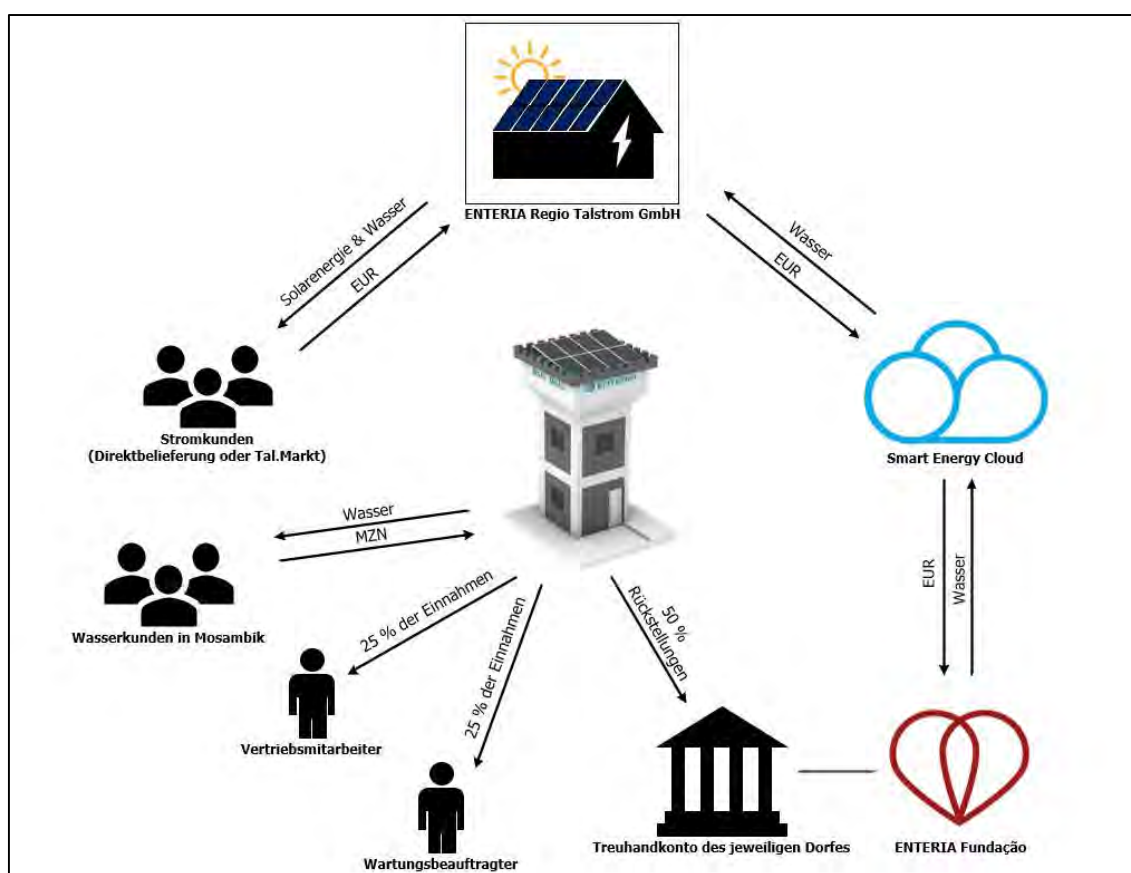 ENTERIA Regio Talstrom GmbH
Solarenergie & Wasser
EUR
Wasser
EUR
Stromkunden
(Direktbelieferung oder Tal.Markt)
Smart Energy Cloud
Wasser
MZN
Wasserkunden in Mosambik
25 % der Einnahmen
25 % der Einnahmen
50 %
Rückstellungen
EUR
Wasser
Vertriebsmitarbeiter
Wartungsbeauftragter
Treuhandkonto des jeweiligen Dorfes
ENTERIA Fundação